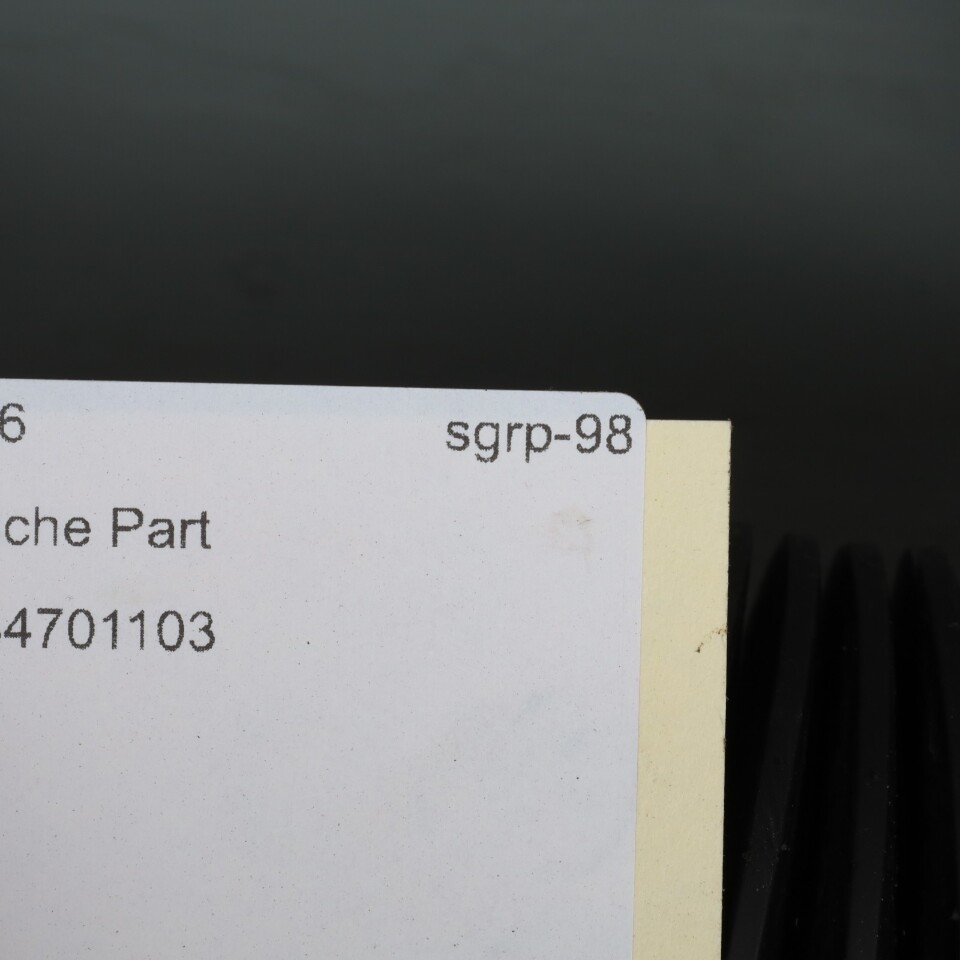 6 sgrp-98
che Part
4701103